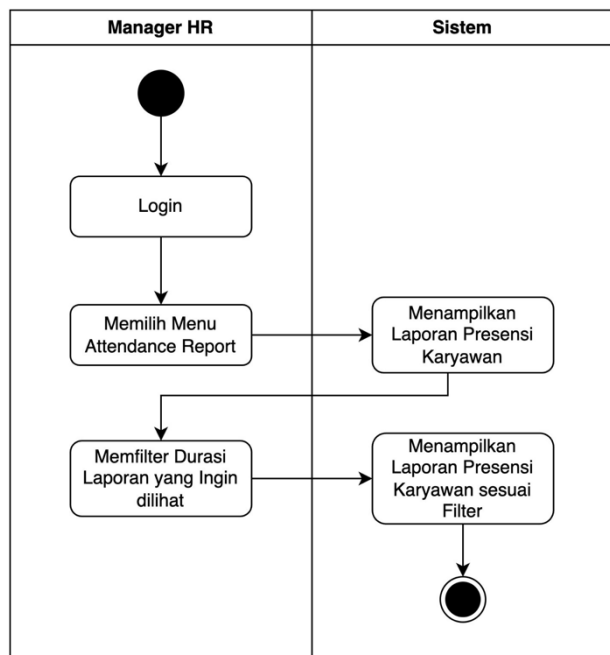 Manager HR
Sistem
Login
Memilih Menu
Attendance Report
Menampilkan
Laporan Presensi
Karyawan
Memfilter Durasi
Laporan yang Ingin
dilihat
Menampilkan
Laporan Presensi
Karyawan sesuai
Filter